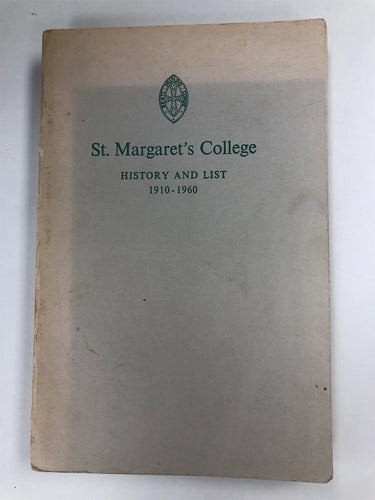 St. Margaret's College
HISTORY AND LIST
1910-1960